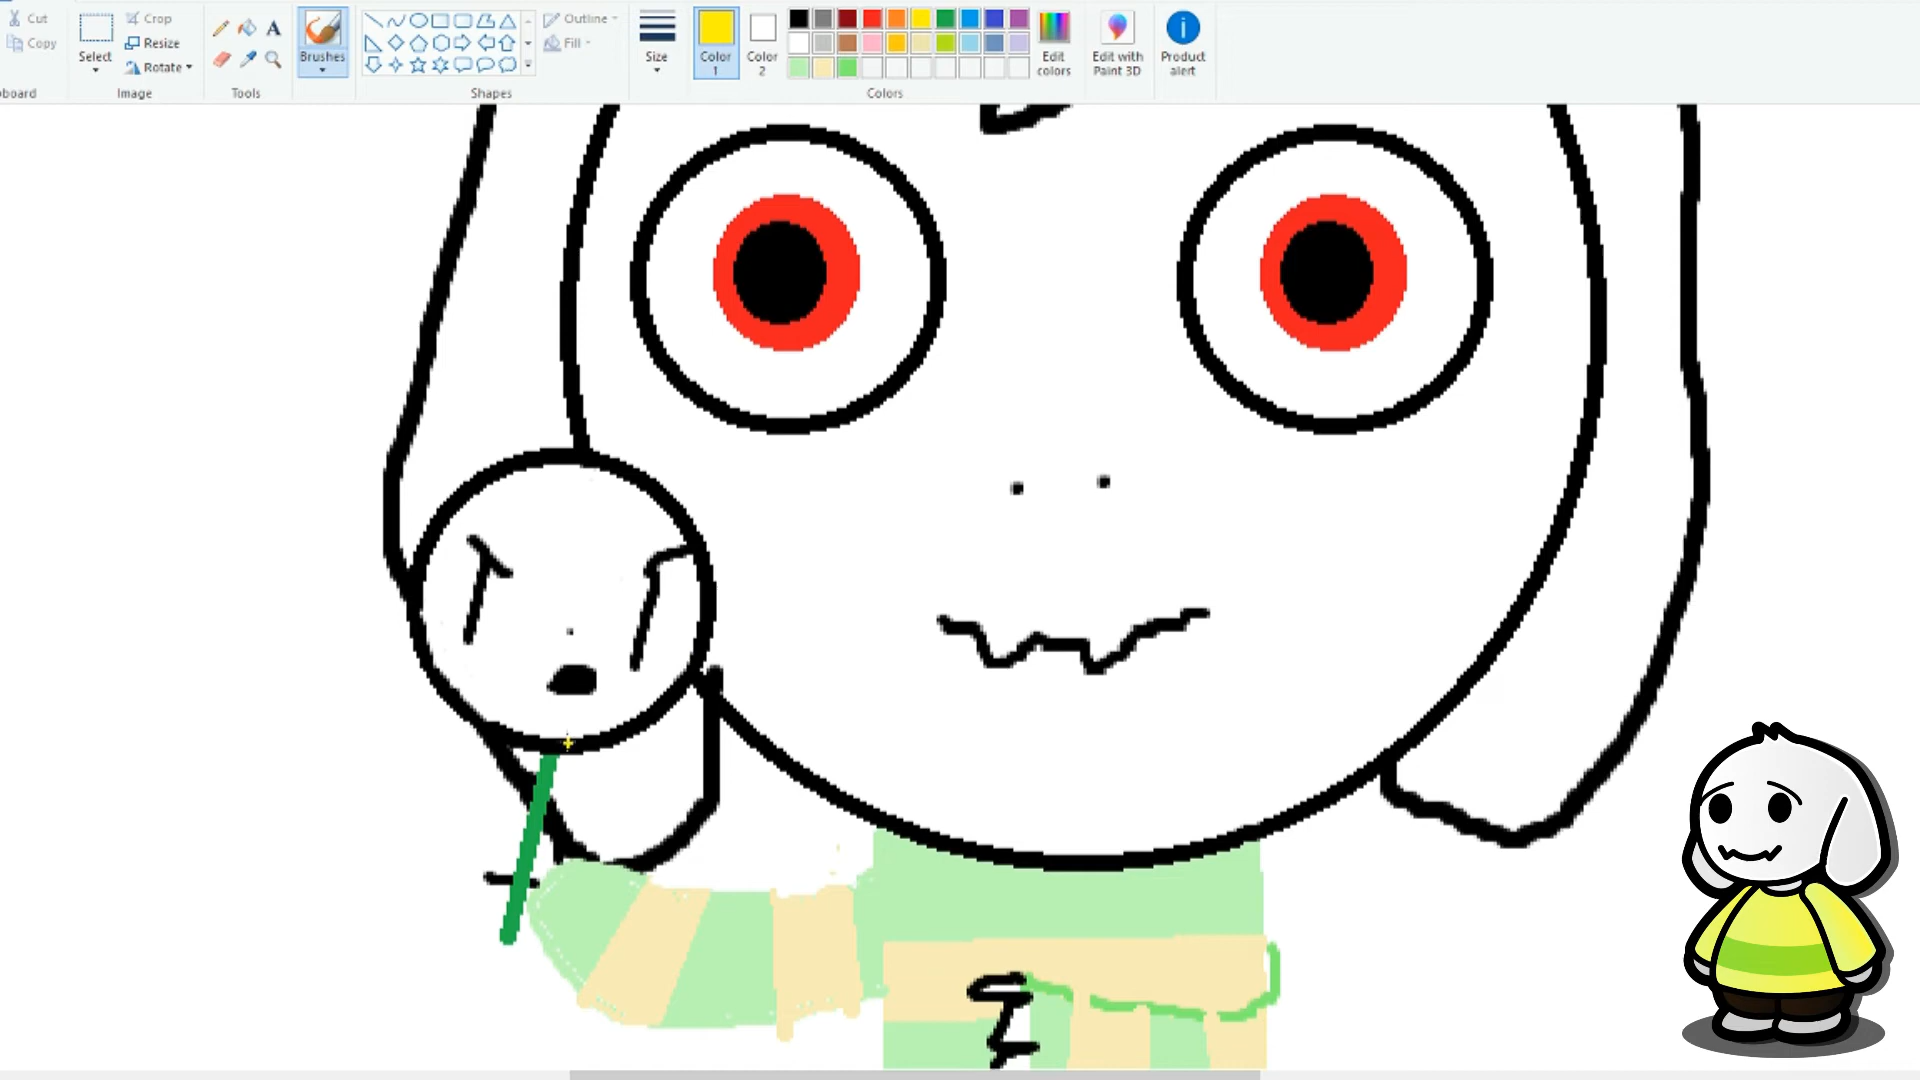 Cut
Copy
board
Select
Crop
Resize
Rotate
Image
Tools
Brushes
Shapes
Outline
Fill
Size
Color
1
Color
2
Colors
Edit
colors
Edit with
Paint 3D
Product
alert